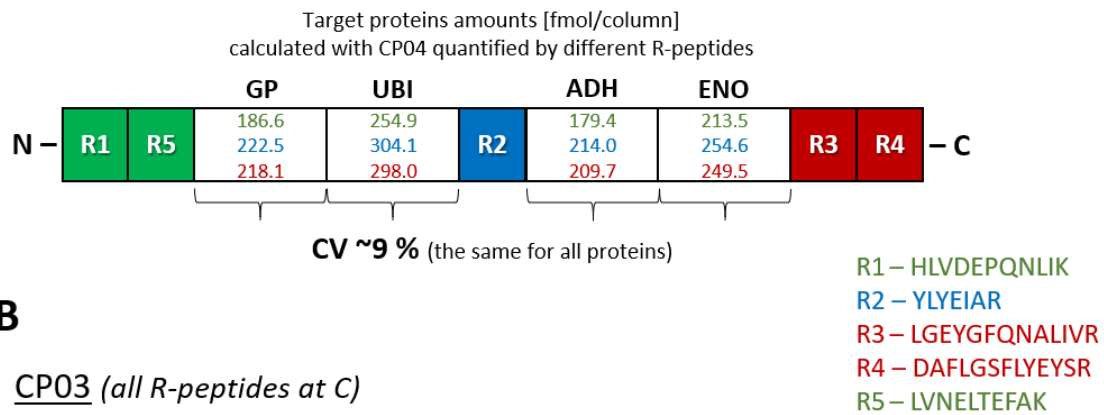 Target proteins amounts [fmol/column]
calculated with CP04 quantified by different R-peptides
GP UBI ADH ENO
N – R1 R5 R2 R3 R4 – C
186.6 254.9 179.4 213.5
222.5 304.1 214.0 254.6
218.1 298.0 209.7 249.5
CV ~9 % (the same for all proteins)
R1 – HLVDEPQNLIK
R2 – YLYEIAR
R3 – LGEYGFQNALIVR
R4 – DAFLGSFLYEYSR
R5 – LVNELTEFAK
B
CP03 (all R-peptides at C)